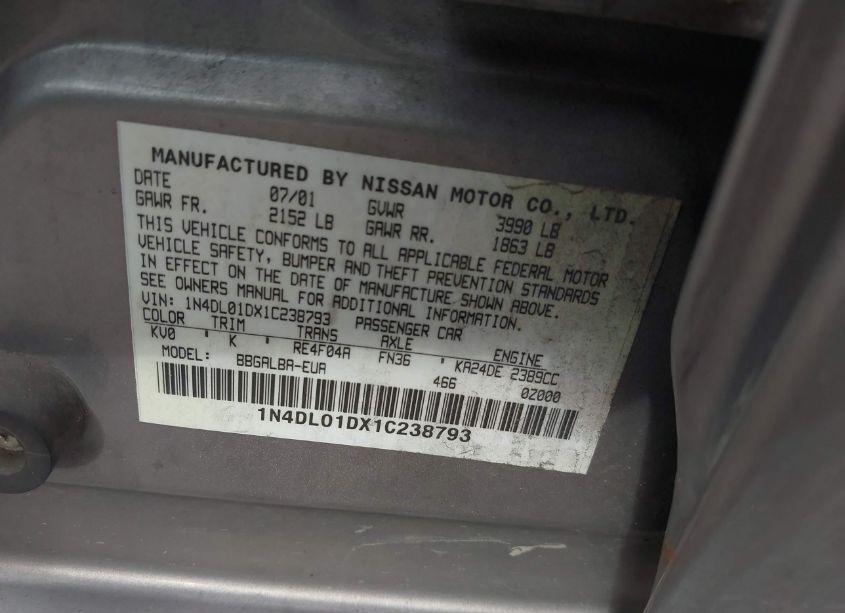 MANUFACTURED BY NISSAN MOTOR CO., LTD.
DATE 07/01 GVWR 3990 LB
GAWR FR. 2152 LB GAWR RR. 1863 LB
THIS VEHICLE CONFORMS TO ALL APPLICABLE FEDERAL MOTOR
VEHICLE SAFETY, BUMPER AND THEFT PREVENTION STANDARDS
IN EFFECT ON THE DATE OF MANUFACTURE SHOWN ABOVE.
SEE OWNERS MANUAL FOR ADDITIONAL INFORMATION.
VIN: 1N4DL01DX1C238793 PASSENGER CAR
COLOR TRIM TRANS AXLE ENGINE
KV0 ' K ' RE4F04A FN36 ' KA24DE 2389CC
MODEL: BBGALBA-EUA 466 0Z000
1N4DL01DX1C238793